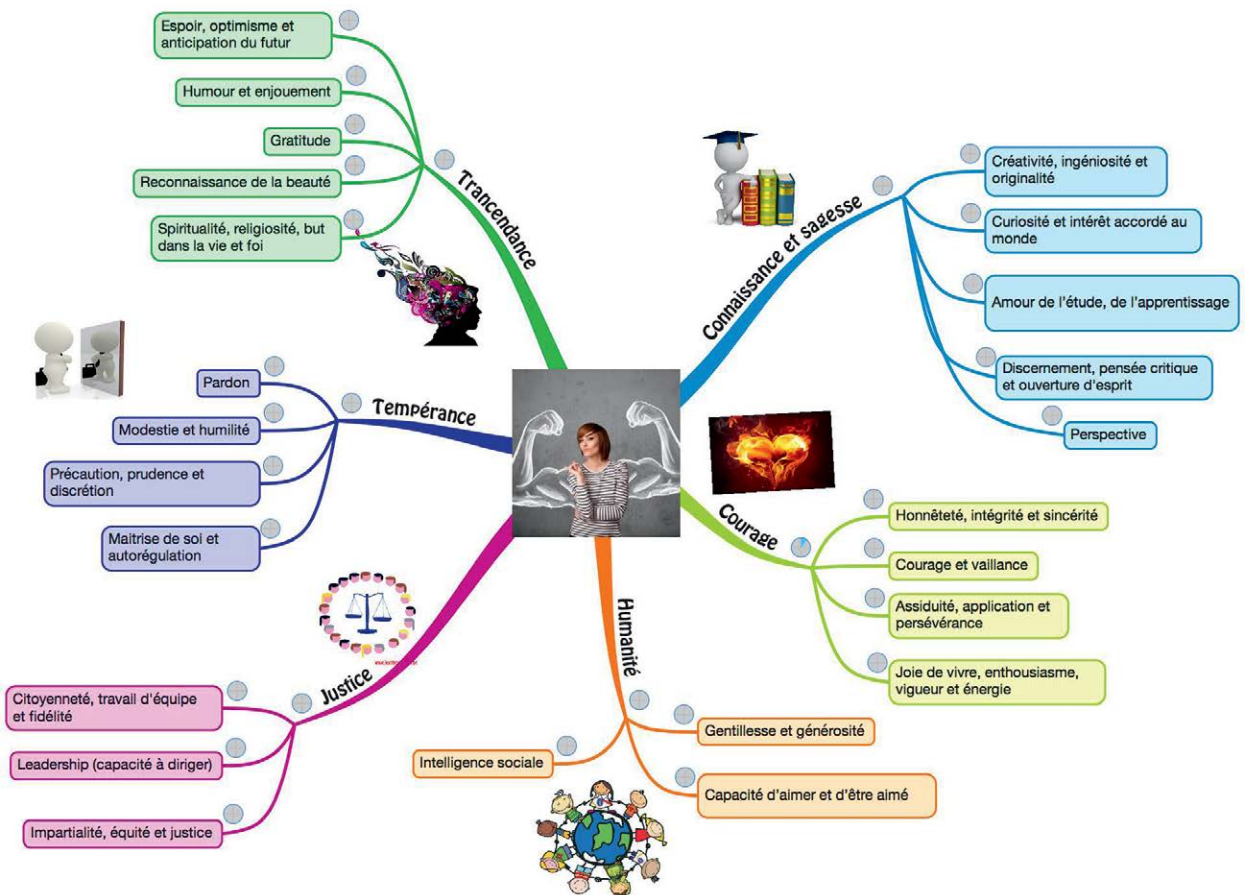 Trancendance
Espoir, optimisme et
anticipation du futur
Humour et enjouement
Gratitude
Reconnaissance de la beauté
Spiritualité, religiosité, but
dans la vie et foi
Connaissance et sagesse
Créativité, ingéniosité et
originalité
Curiosité et intérêt accordé au
monde
Amour de l'étude, de l'apprentissage
Discernement, pensée critique
et ouverture d'esprit
Perspective
Tempérance
Pardon
Modestie et humilité
Précaution, prudence et
discrétion
Maitrise de soi et
autorégulation
Courage
Honnêteté, intégrité et sincérité
Courage et vaillance
Assiduité, application et
persévérance
Joie de vivre, enthousiasme,
vigueur et énergie
Justice
Citoyenneté, travail d'équipe
et fidélité
Leadership (capacité à diriger)
Impartialité, équité et justice
Humanité
Intelligence sociale
Gentillesse et générosité
Capacité d'aimer et d'être aimé